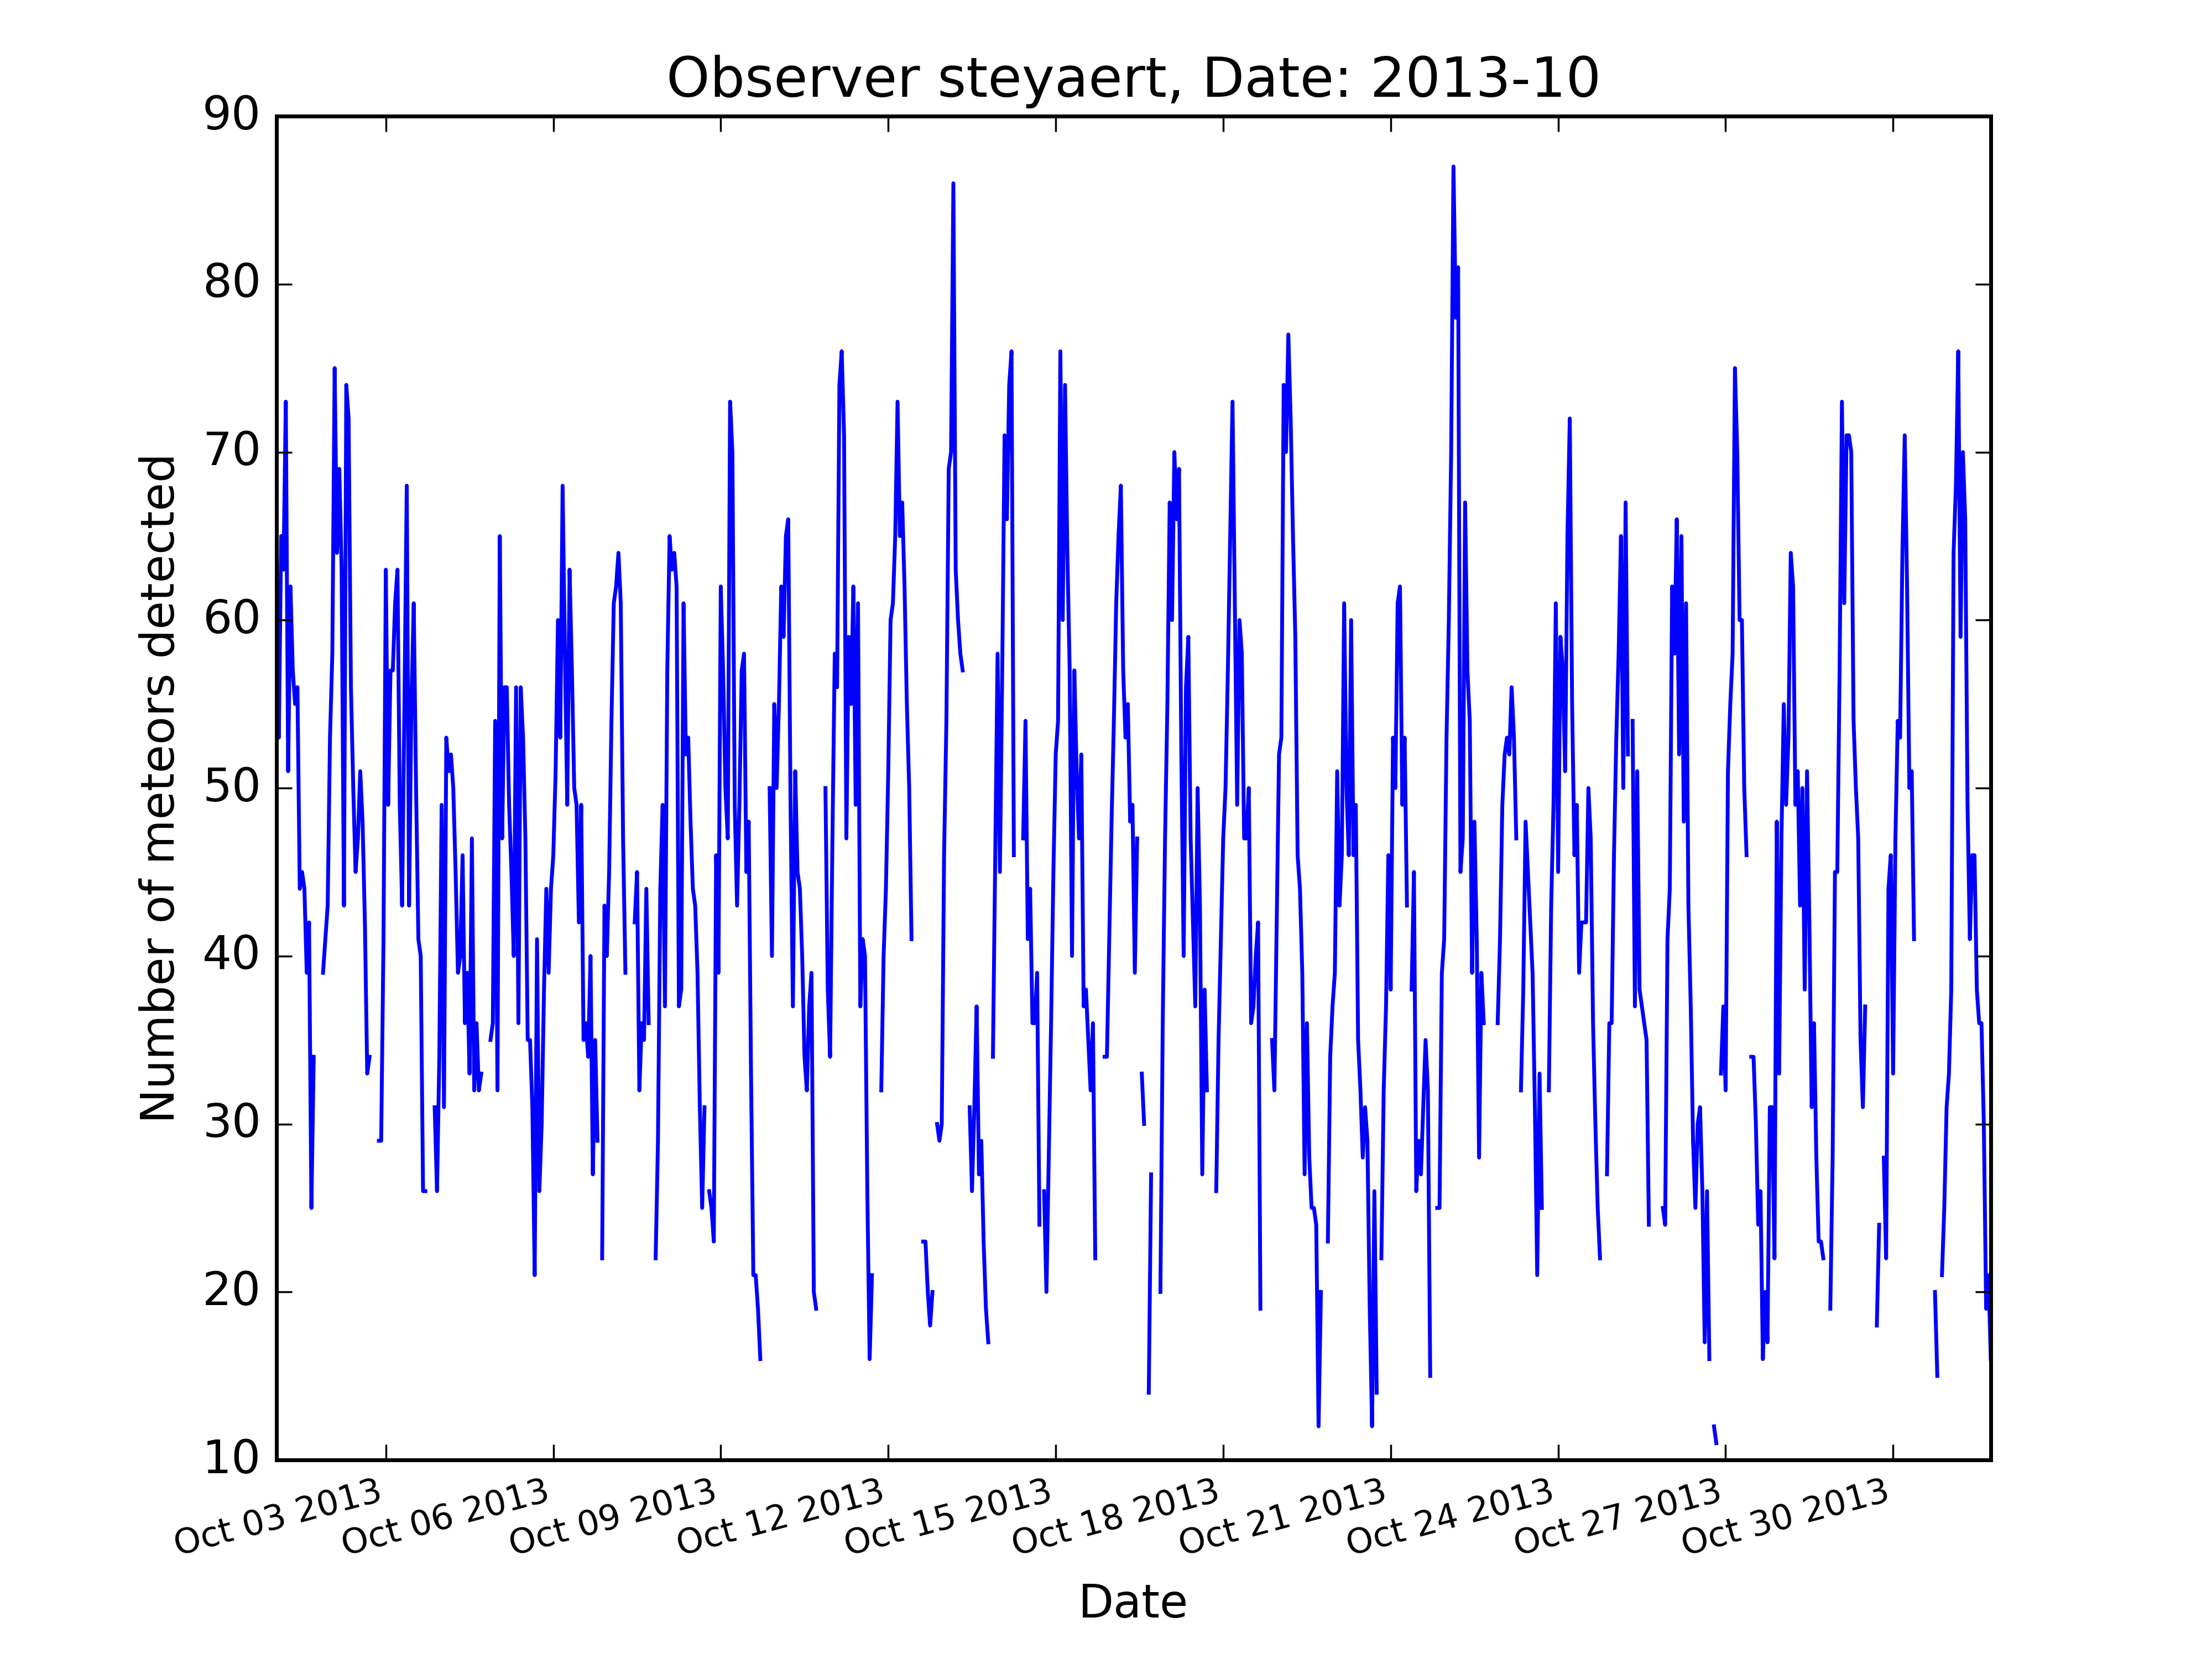 Observer steyaert, Date: 2013-10
90
80
70
60
50
40
30
20
10
Number of meteors detected
Oct 03 2013
Oct 06 2013
Oct 09 2013
Oct 12 2013
Oct 15 2013
Oct 18 2013
Oct 21 2013
Oct 24 2013
Oct 27 2013
Oct 30 2013
Date